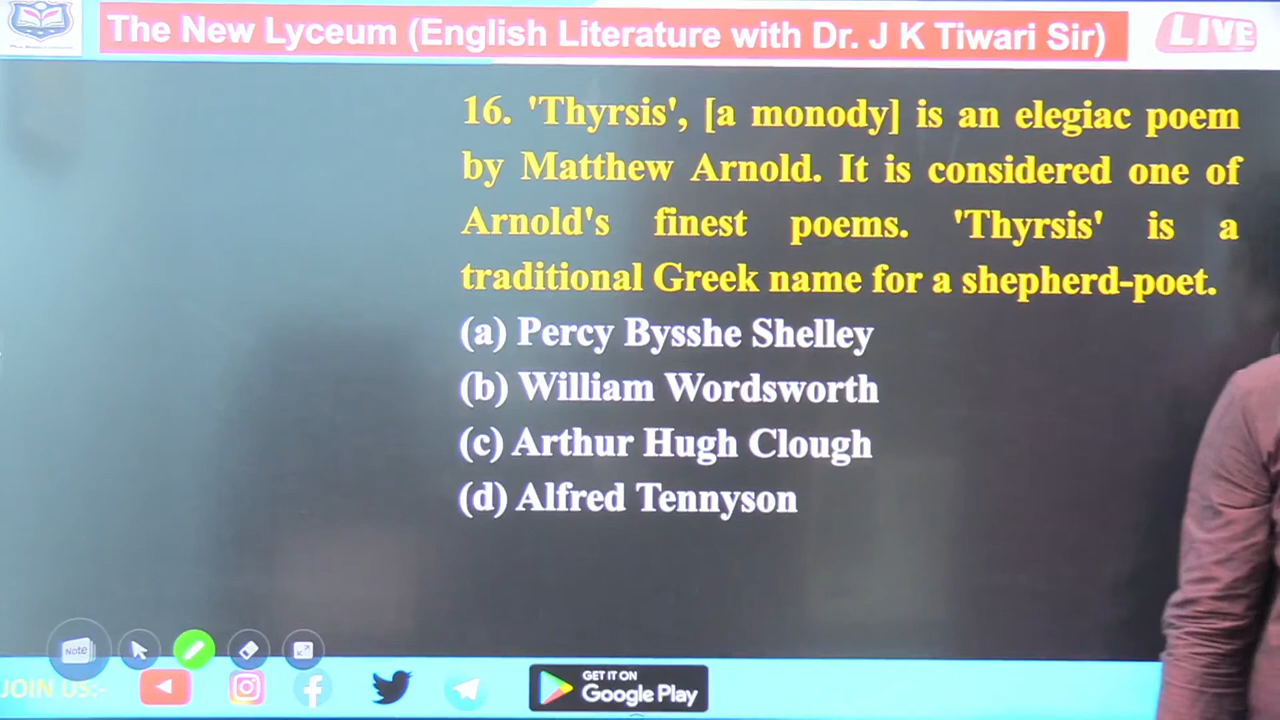 The New Lyceum (English Literature with Dr. J K Tiwari Sir)
LIVE
16. 'Thyrsis', [a monody] is an elegiac poem
by Matthew Arnold. It is considered one of
Arnold's finest poems. 'Thyrsis' is a
traditional Greek name for a shepherd-poet.
(a) Percy Bysshe Shelley
(b) William Wordsworth
(c) Arthur Hugh Clough
(d) Alfred Tennyson
Note
JOIN US:-
GET IT ON
Google Play